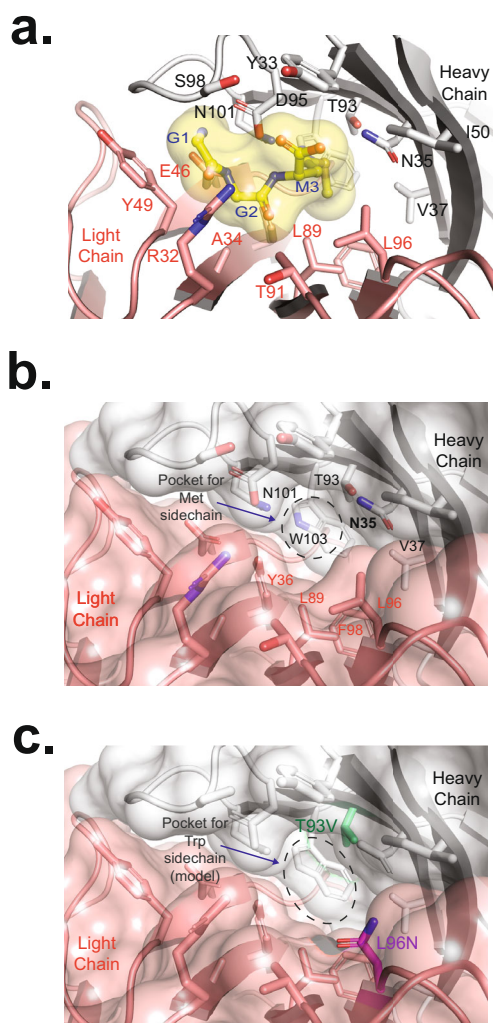 a.
Y33
S98
D95
Heavy
Chain
N101
T93
I50
G1
N35
E46
M3
Y49
V37
G2
L89
Light
Chain
R32
A34
L96
T91
b.
Heavy
Chain
Pocket for
Met
sidechain
N101
T93
N35
W103
V37
Y36
Light
Chain
L89
L96
F98
c.
Heavy
Chain
T93V
Pocket for
Trp
sidechain
(model)
Light
Chain
L96N